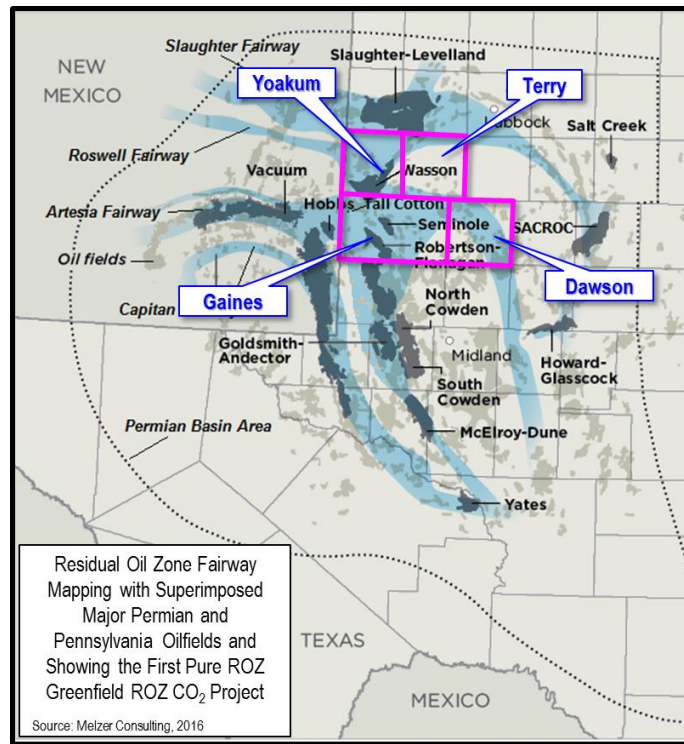 Slaughter Fairway
NEW
MEXICO
Slaughter-Levelland
Yoakum
Terry
Lubbock
Salt Creek
Roswell Fairway
Vacuum
Wasson
Artesia Fairway
Hobbs
Tall Cotton
Seminole
SACROC
Oil fields
Robertson-
Flanagan
Capitan
Gaines
Dawson
North
Cowden
Goldsmith-
Andector
Midland
Howard-
Glasscock
South
Cowden
Permian Basin Area
McElroy-Dune
Yates
Residual Oil Zone Fairway
Mapping with Superimposed
Major Permian and
Pennsylvania Oilfields and
Showing the First Pure ROZ
Greenfield ROZ CO₂ Project
Source: Melzer Consulting, 2016
TEXAS
MEXICO